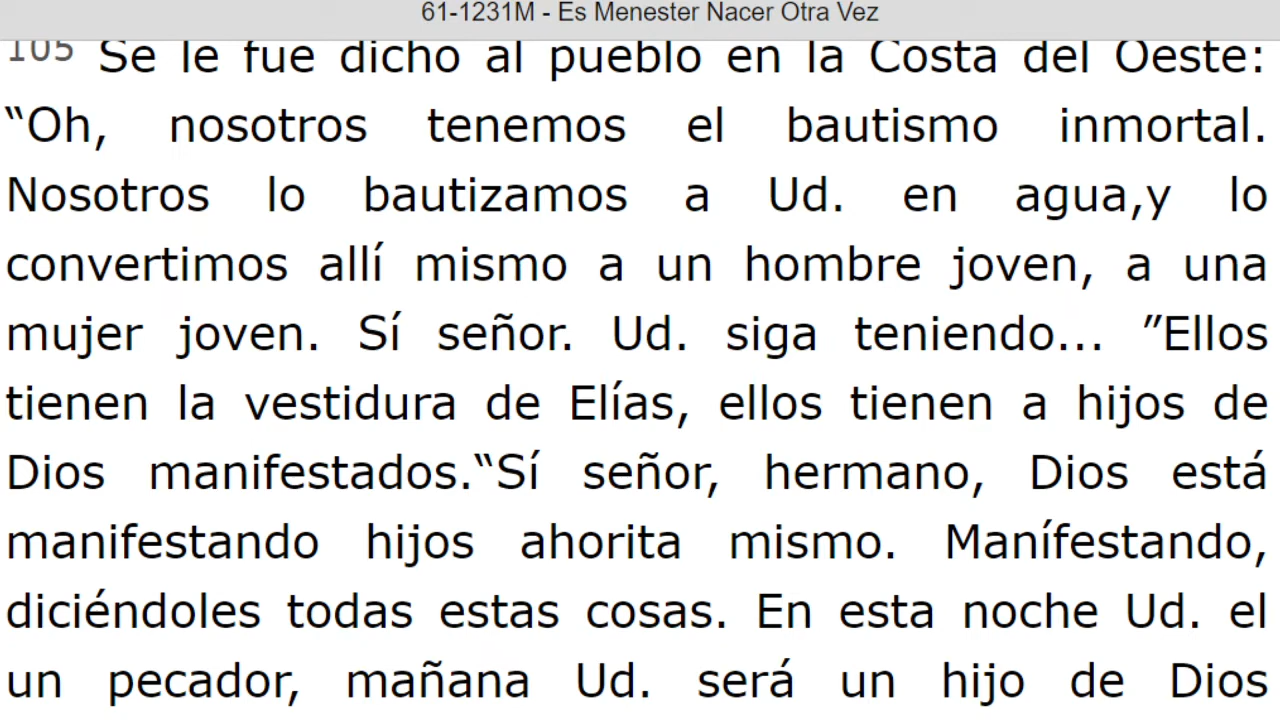 61-1231M - Es Menester Nacer Otra Vez
105 Se le fue dicho al pueblo en la Costa del Oeste:
“Oh, nosotros tenemos el bautismo inmortal.
Nosotros lo bautizamos a Ud. en agua,y lo
convertimos allí mismo a un hombre joven, a una
mujer joven. Sí señor. Ud. siga teniendo... ”Ellos
tienen la vestidura de Elías, ellos tienen a hijos de
Dios manifestados.“Sí señor, hermano, Dios está
manifestando hijos ahorita mismo. Manífestando,
diciéndoles todas estas cosas. En esta noche Ud. el
un pecador, mañana Ud. será un hijo de Dios